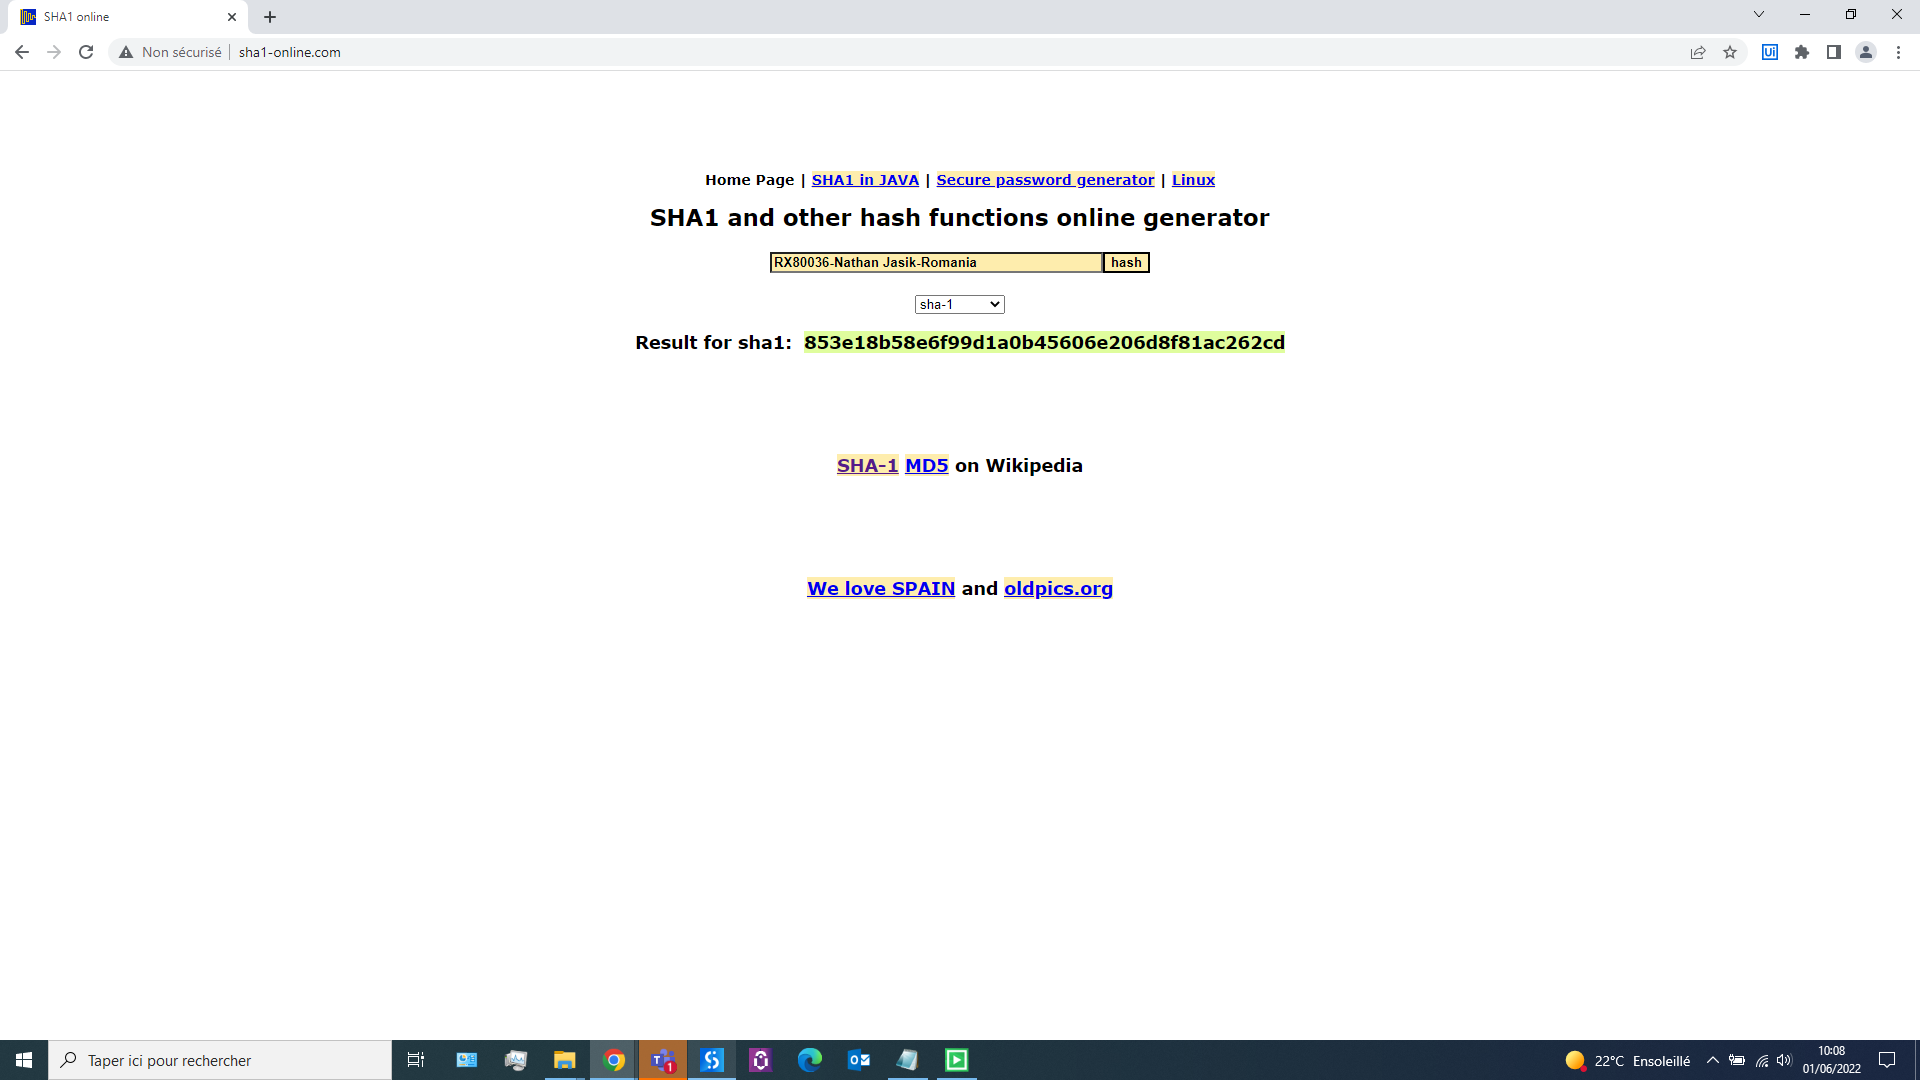 SHA1 online
Non sécurisé | sha1-online.com
Home Page | SHA1 in JAVA | Secure password generator | Linux
SHA1 and other hash functions online generator
RX80036-Nathan Jasik-Romania hash
sha-1
Result for sha1: 853e18b58e6f99d1a0b45606e206d8f81ac262cd
SHA-1 MD5 on Wikipedia
We love SPAIN and oldpics.org
Taper ici pour rechercher
22°C Ensoleillé
10:08
01/06/2022